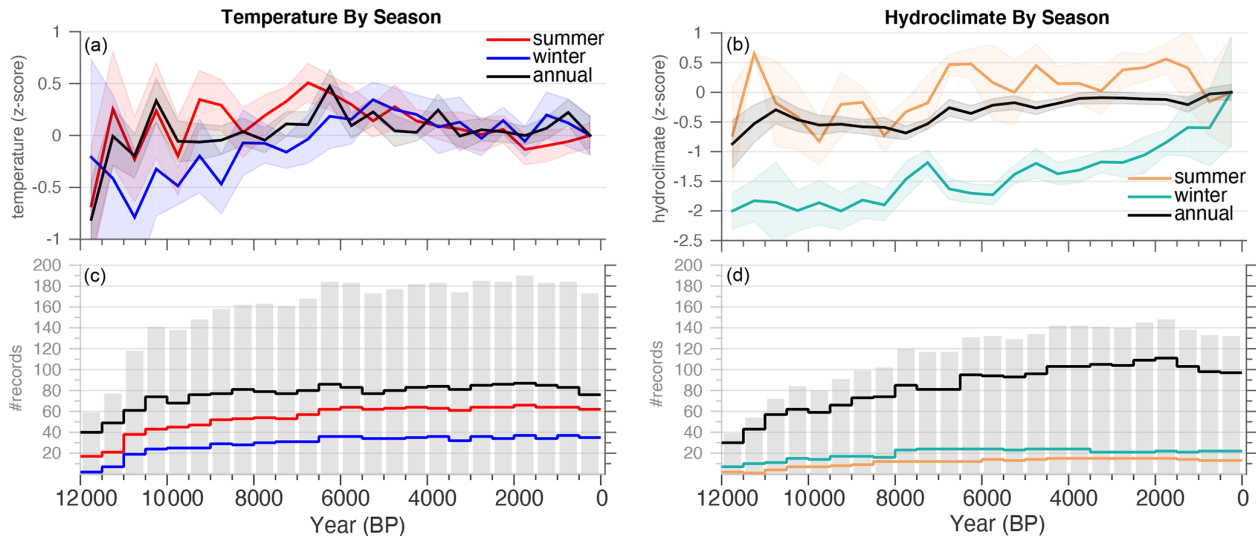 Temperature By Season
Hydroclimate By Season
(a)
summer
winter
annual
temperature (z-score)
1
0.5
0
-0.5
-1
(b)
summer
winter
annual
hydroclimate (z-score)
1
0.5
0
-0.5
-1
-1.5
-2
-2.5
(c)
#records
200
180
160
140
120
100
80
60
40
20
12000 10000 8000 6000 4000 2000 0
Year (BP)
(d)
#records
200
180
160
140
120
100
80
60
40
20
12000 10000 8000 6000 4000 2000 0
Year (BP)